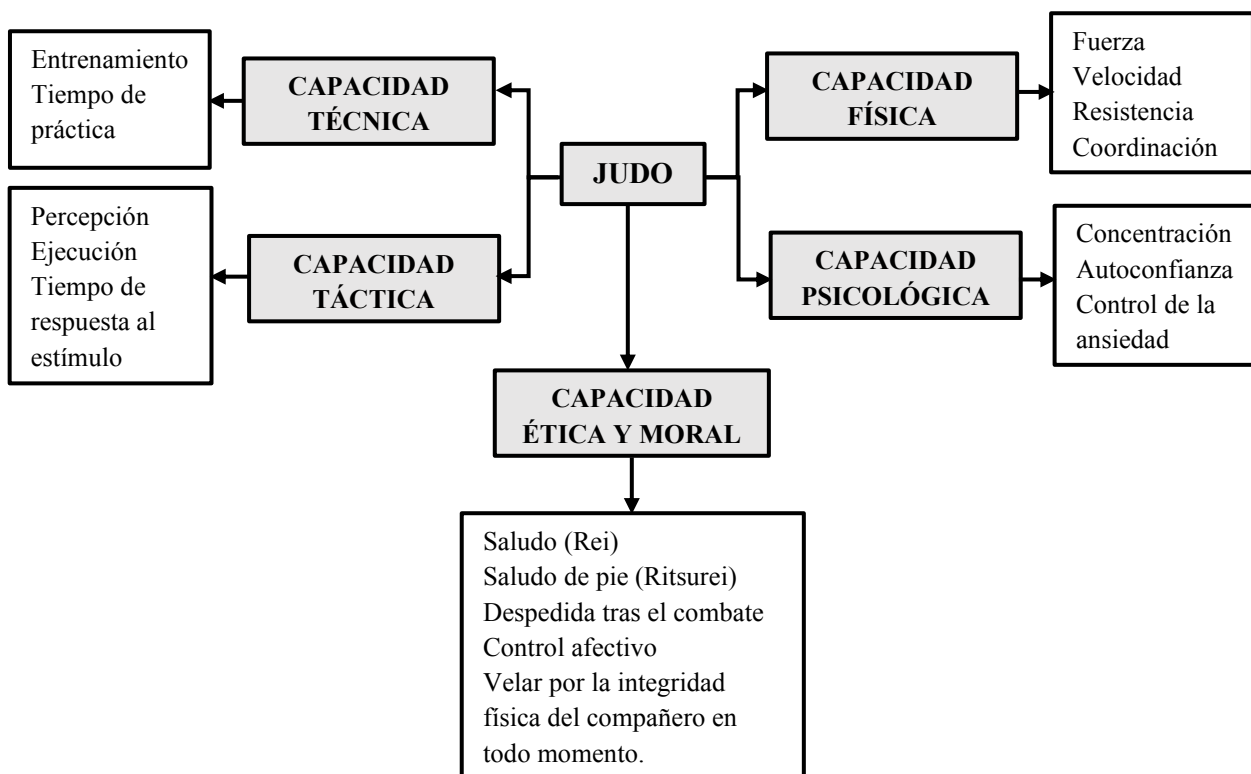 Entrenamiento
Tiempo de
práctica
CAPACIDAD
TÉCNICA
CAPACIDAD
FÍSICA
Fuerza
Velocidad
Resistencia
Coordinación
JUDO
Percepción
Ejecución
Tiempo de
respuesta al
estímulo
CAPACIDAD
TÁCTICA
CAPACIDAD
PSICOLÓGICA
Concentración
Autoconfianza
Control de la
ansiedad
CAPACIDAD
ÉTICA Y MORAL
Saludo (Rei)
Saludo de pie (Ritsurei)
Despedida tras el combate
Control afectivo
Velar por la integridad
física del compañero en
todo momento.